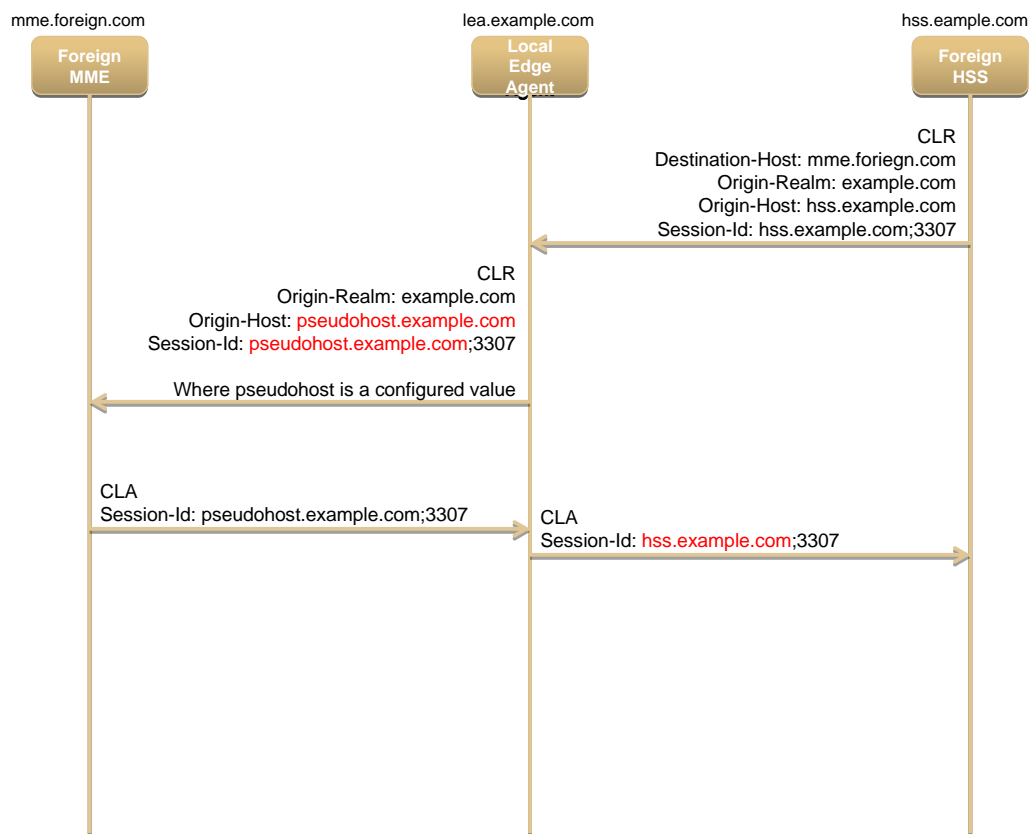 mme.foreign.com
lea.example.com
hss.eample.com
Foreign
MME
Local
Edge
Agent
Foreign
HSS
CLR
Destination-Host: mme.foriegn.com
Origin-Realm: example.com
Origin-Host: hss.example.com
Session-Id: hss.example.com;3307
CLR
Origin-Realm: example.com
Origin-Host: pseudohost.example.com
Session-Id: pseudohost.example.com;3307
Where pseudohost is a configured value
CLA
Session-Id: pseudohost.example.com;3307
CLA
Session-Id: hss.example.com;3307